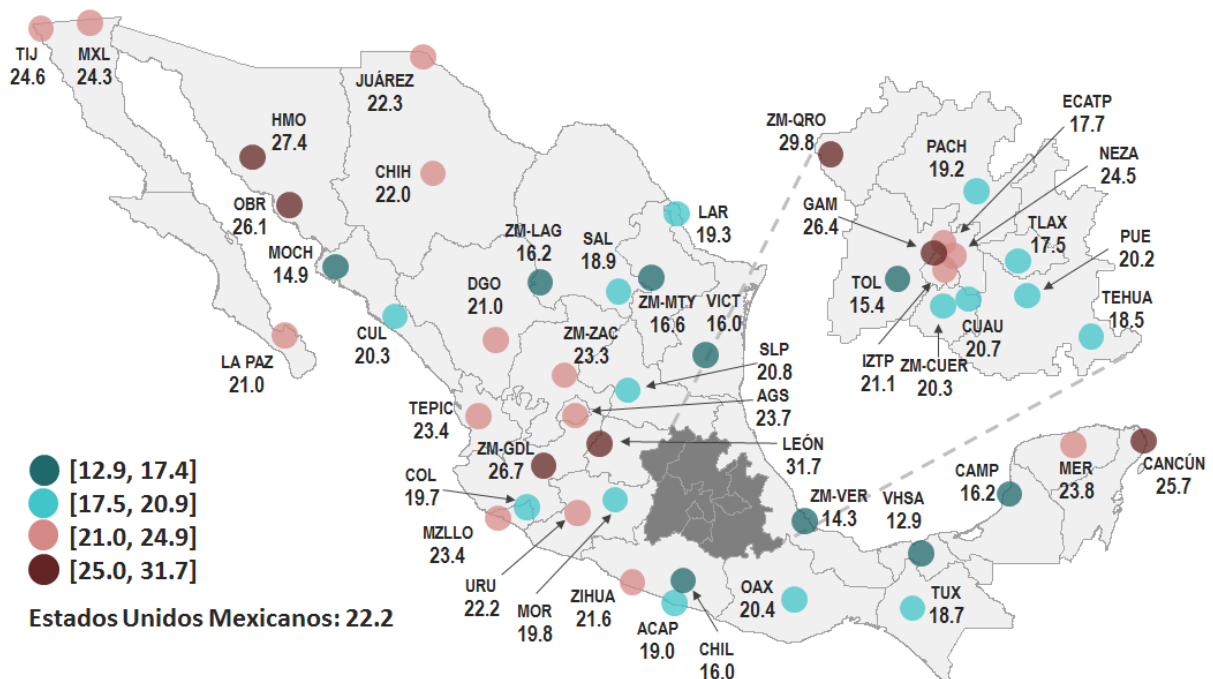 TIJ
24.6
MXL
24.3
JUÁREZ
22.3
HMO
27.4
CHIH
22.0
OBR
26.1
MOCH
14.9
ZM-LAG
16.2
SAL
18.9
LAR
19.3
DGO
21.0
ZM-MTY
16.6
VICT
16.0
CUL
20.3
ZM-ZAC
23.3
LA PAZ
21.0
SLP
20.8
AGS
23.7
TEPIC
23.4
LEÓN
31.7
ZM-GDL
26.7
COL
19.7
MZLLO
23.4
URU
22.2
MOR
19.8
ZIHUA
21.6
ACAP
19.0
CHIL
16.0
OAX
20.4
ZM-VER
14.3
VHSA
12.9
TUX
18.7
CAMP
16.2
MER
23.8
CANCÚN
25.7
ZM-QRO
29.8
PACH
19.2
ECATP
17.7
NEZA
24.5
GAM
26.4
TLAX
17.5
PUE
20.2
TOL
15.4
TEHUA
18.5
CUAU
20.7
IZTP
21.1
ZM-CUER
20.3
[12.9, 17.4]
[17.5, 20.9]
[21.0, 24.9]
[25.0, 31.7]
Estados Unidos Mexicanos: 22.2